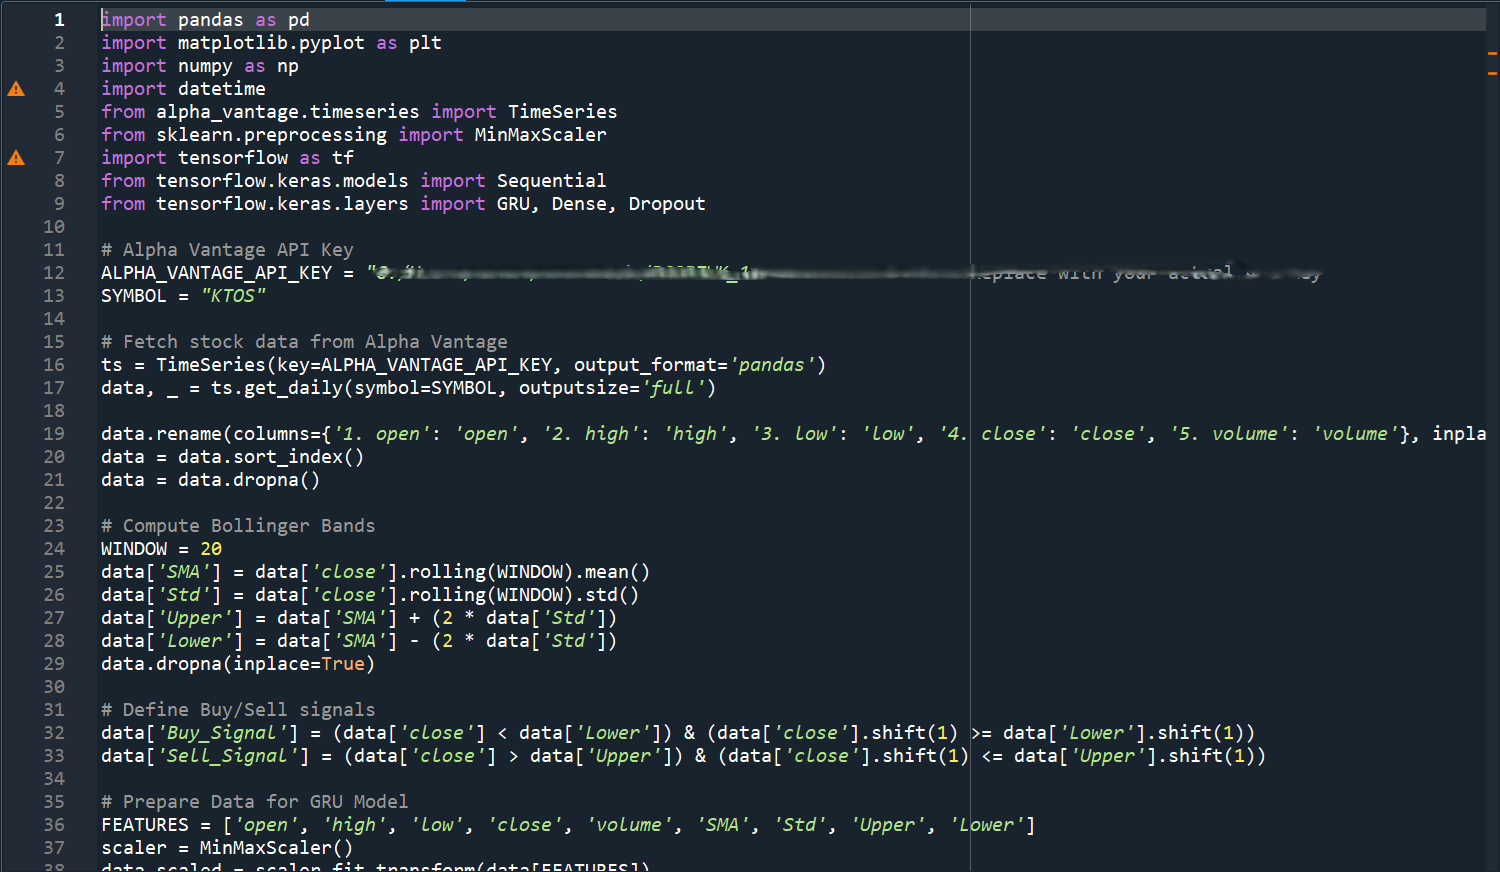 1 import pandas as pd
2 import matplotlib.pyplot as plt
3 import numpy as np
4 import datetime
5 from alpha_vantage.timeseries import TimeSeries
6 from sklearn.preprocessing import MinMaxScaler
7 import tensorflow as tf
8 from tensorflow.keras.models import Sequential
9 from tensorflow.keras.layers import GRU, Dense, Dropout
10
11 # Alpha Vantage API Key
12 ALPHA_VANTAGE_API_KEY = " with your actual
13 SYMBOL = "KTOS"
14
15 # Fetch stock data from Alpha Vantage
16 ts = TimeSeries(key=ALPHA_VANTAGE_API_KEY, output_format='pandas')
17 data, _ = ts.get_daily(symbol=SYMBOL, outputsize='full')
18
19 data.rename(columns={'1. open': 'open', '2. high': 'high', '3. low': 'low', '4. close': 'close', '5. volume': 'volume'}, inpla
20 data = data.sort_index()
21 data = data.dropna()
22
23 # Compute Bollinger Bands
24 WINDOW = 20
25 data['SMA'] = data['close'].rolling(WINDOW).mean()
26 data['Std'] = data['close'].rolling(WINDOW).std()
27 data['Upper'] = data['SMA'] + (2 * data['Std'])
28 data['Lower'] = data['SMA'] - (2 * data['Std'])
29 data.dropna(inplace=True)
30
31 # Define Buy/Sell signals
32 data['Buy_Signal'] = (data['close'] < data['Lower']) & (data['close'].shift(1) >= data['Lower'].shift(1))
33 data['Sell_Signal'] = (data['close'] > data['Upper']) & (data['close'].shift(1) <= data['Upper'].shift(1))
34
35 # Prepare Data for GRU Model
36 FEATURES = ['open', 'high', 'low', 'close', 'volume', 'SMA', 'Std', 'Upper', 'Lower']
37 scaler = MinMaxScaler()
38 data_scaled = scaler.fit_transform(data[FEATURES])